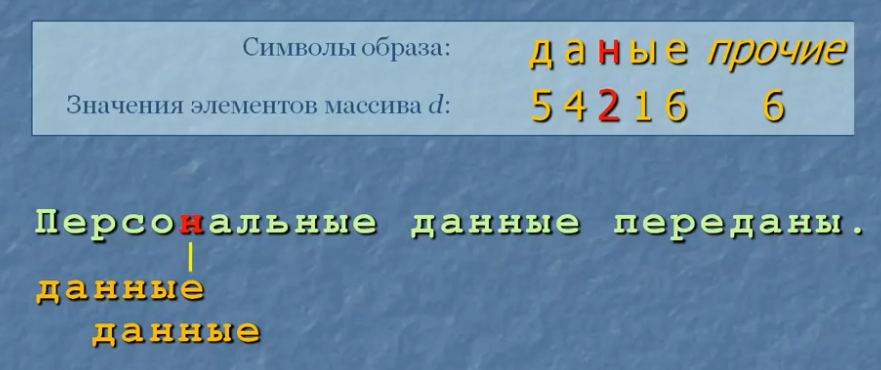 Символы образа: д а н ы е прочие
Значения элементов массива d: 5 4 2 1 6 6
Персональные данные переданы.
данные
данные